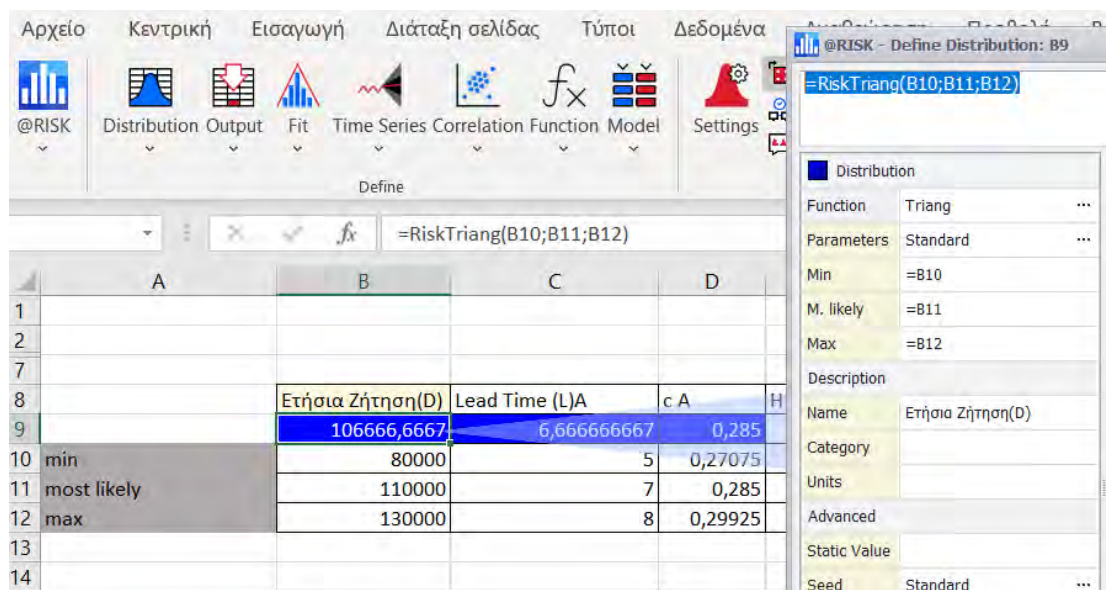 Αρχείο Κεντρική Εισαγωγή Διάταξη σελίδας Τύποι Δεδομένα
@RISK Distribution Output Fit Time Series Correlation Function Model Settings
Define
=RiskTriang(B10;B11;B12)
A B C D
1
2
7
8 Ετήσια Ζήτηση(D) Lead Time (L)A c A H
9 106666,6667 6,666666667 0,285
10 min 80000 5 0,27075
11 most likely 110000 7 0,285
12 max 130000 8 0,29925
13
14
@RISK - Define Distribution: B9
=RiskTriang(B10;B11;B12)
Distribution
Function Triang ...
Parameters Standard ...
Min =B10
M. likely =B11
Max =B12
Description
Name Ετήσια Ζήτηση(D)
Category
Units
Advanced
Static Value
Seed Standard ...